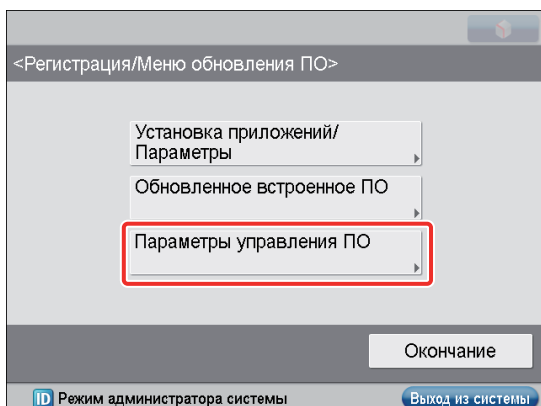 <Регистрация/Меню обновления ПО>
Установка приложений/
Параметры
Обновленное встроенное ПО
Параметры управления ПО
Окончание
ID Режим администратора системы
Выход из системы